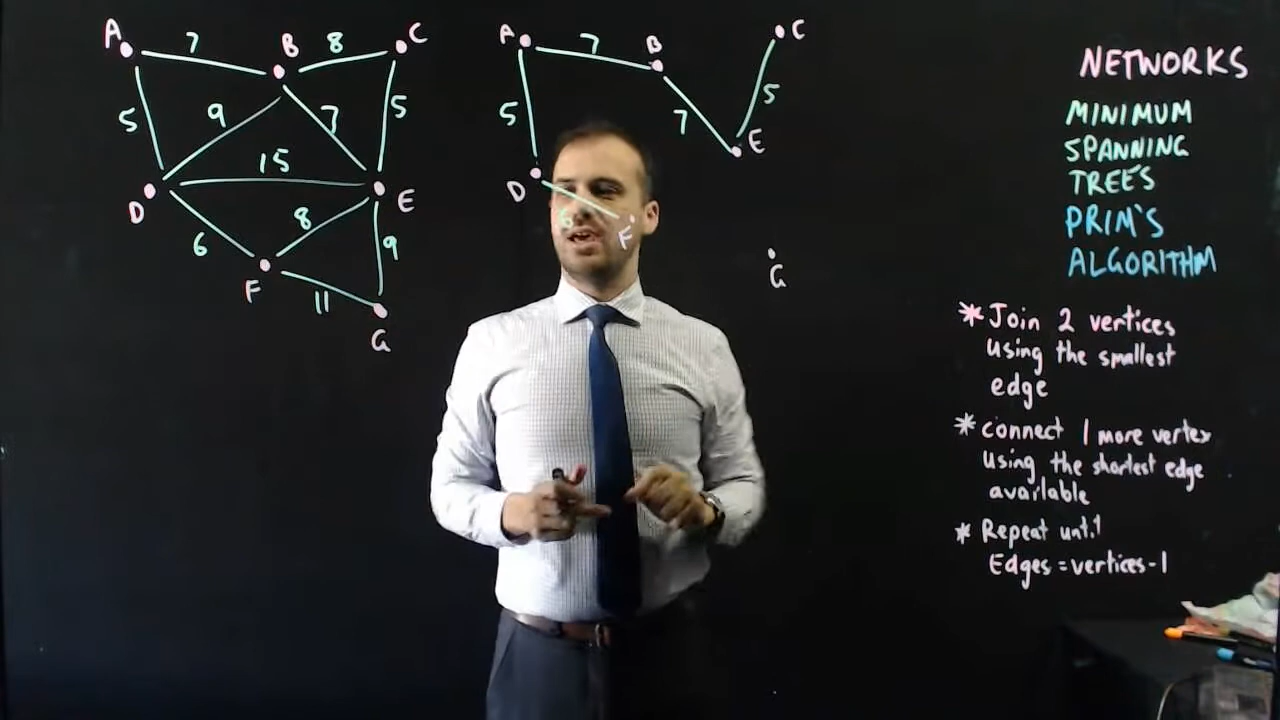 A 7 B 8 C
5 9 7 5
15
D E
6 8 9
F 11
G
A 7 B C
5 7 5
E
D
6 F
G
NETWORKS
MINIMUM
SPANNING
TREES
PRIM'S
ALGORITHM
* Join 2 vertices
using the smallest
edge
* connect 1 more vertex
using the shortest edge
available
* Repeat until
Edges = vertices-1